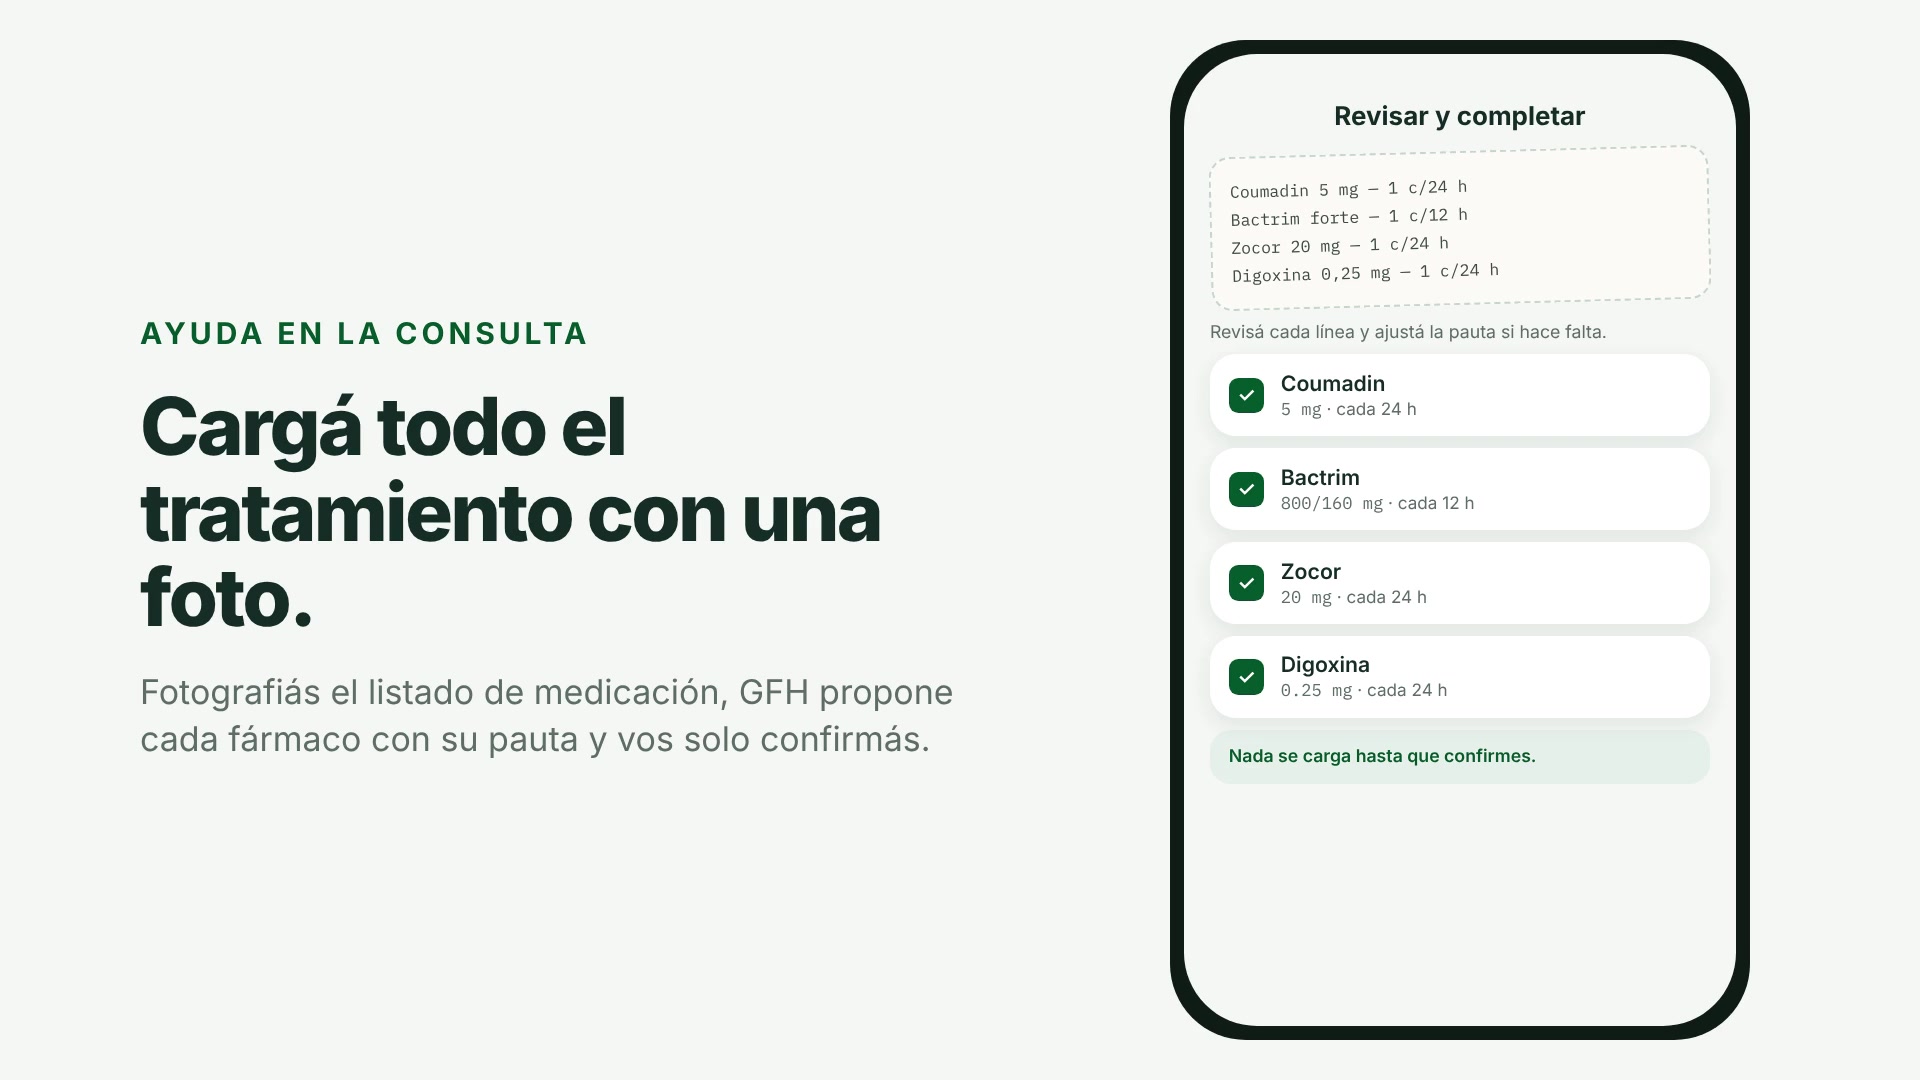 AYUDA EN LA CONSULTA
Cargá todo el
tratamiento con una
foto.
Fotografiás el listado de medicación, GFH propone
cada fármaco con su pauta y vos solo confirmás.
Revisar y completar
Coumadin 5 mg — 1 c/24 h
Bactrim forte — 1 c/12 h
Zocor 20 mg — 1 c/24 h
Digoxina 0,25 mg — 1 c/24 h
Revisá cada línea y ajustá la pauta si hace falta.
Coumadin
5 mg · cada 24 h
Bactrim
800/160 mg · cada 12 h
Zocor
20 mg · cada 24 h
Digoxina
0.25 mg · cada 24 h
Nada se carga hasta que confirmes.